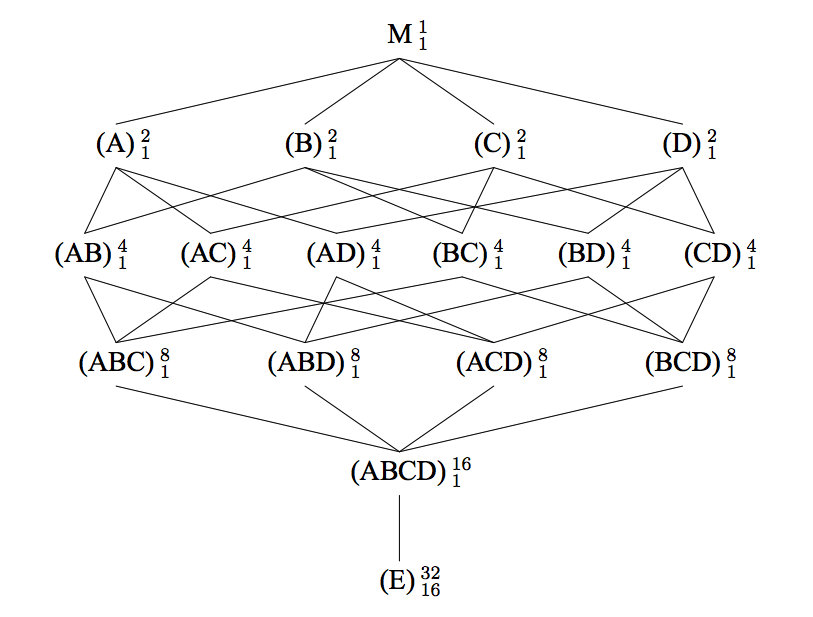 M 1 1
(A) 2 1 (B) 2 1 (C) 2 1 (D) 2 1
(AB) 4 1 (AC) 4 1 (AD) 4 1 (BC) 4 1 (BD) 4 1 (CD) 4 1
(ABC) 8 1 (ABD) 8 1 (ACD) 8 1 (BCD) 8 1
(ABCD) 16 1
(E) 32 16